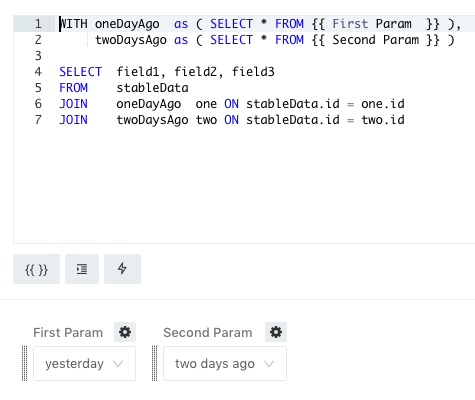 1 WITH oneDayAgo as ( SELECT * FROM {{ First Param }} ),
2 twoDaysAgo as ( SELECT * FROM {{ Second Param }} )
3
4 SELECT field1, field2, field3
5 FROM stableData
6 JOIN oneDayAgo one ON stableData.id = one.id
7 JOIN twoDaysAgo two ON stableData.id = two.id
{{ }}
First Param Second Param
yesterday two days ago